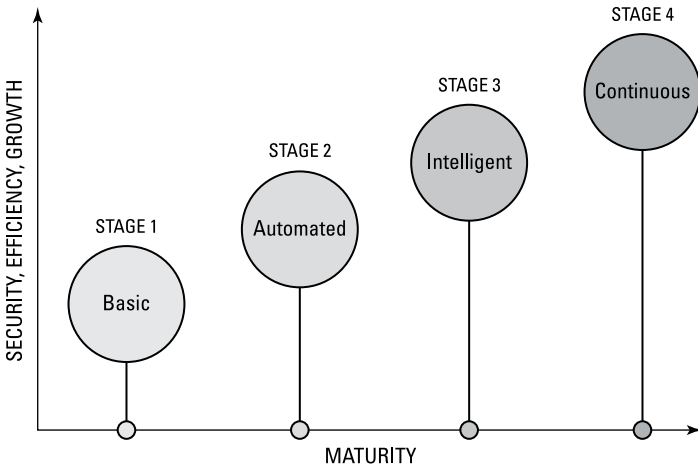 STAGE 4
Continuous
STAGE 3
Intelligent
STAGE 2
Automated
STAGE 1
Basic
SECURITY, EFFICIENCY, GROWTH
MATURITY